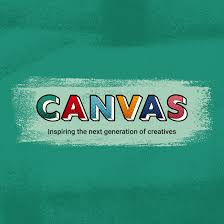 CANVAS
Inspiring the next generation of creatives